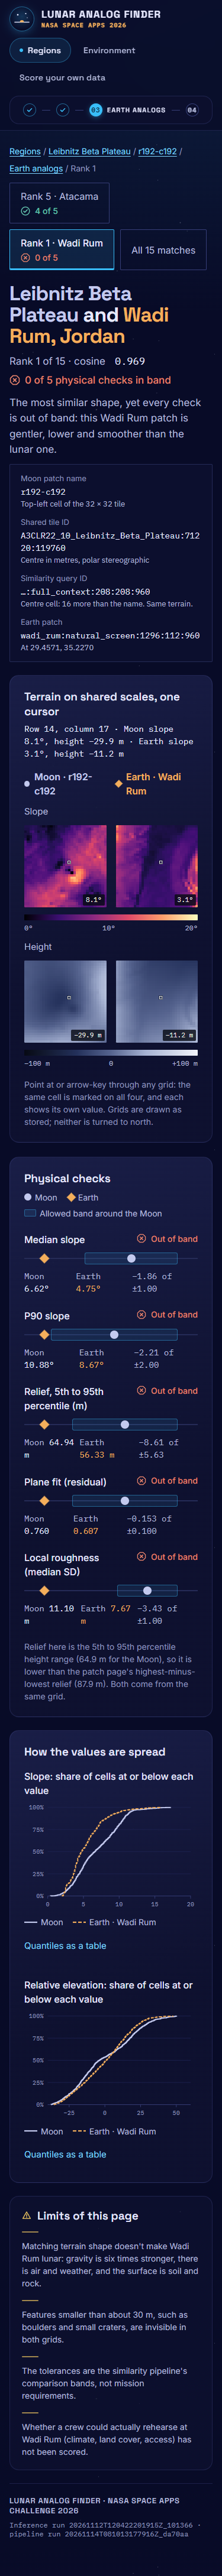 LUNAR ANALOG FINDER
NASA SPACE APPS 2026
Regions
Environment
Score your own data
03 EARTH ANALOGS
04
Regions / Leibnitz Beta Plateau / r192-c192 /
Earth analogs / Rank 1
Rank 5 · Atacama
4 of 5
Rank 1 · Wadi Rum
0 of 5
All 15 matches
Leibnitz Beta
Plateau and Wadi
Rum, Jordan
Rank 1 of 15 · cosine 0.969
0 of 5 physical checks in band
The most similar shape, yet every check
is out of band: this Wadi Rum patch is
gentler, lower and smoother than the
lunar one.
Moon patch name
r192-c192
Top-left cell of the 32 × 32 tile
Shared tile ID
A3CLR22_10_Leibnitz_Beta_Plateau:712
20:119760
Centre in metres, polar stereographic
Similarity query ID
…:full_context:208:208:960
Centre cell: 16 more than the name. Same terrain.
Earth patch
wadi_rum:natural_screen:1296:112:960
At 29.4571, 35.2270
Terrain on shared scales, one
cursor
Row 14, column 17 · Moon slope
8.1°, height −29.9 m · Earth slope
3.1°, height −11.2 m
Moon · r192-
c192
Earth · Wadi
Rum
Slope
8.1°
3.1°
0°
10°
20°
Height
−29.9 m
−11.2 m
−100 m
0
+100 m
Point at or arrow-key through any grid: the
same cell is marked on all four, and each
shows its own value. Grids are drawn as
stored; neither is turned to north.
Physical checks
Moon
Earth
Allowed band around the Moon
Median slope
Out of band
Moon
6.62°
Earth
4.75°
−1.86 of
±1.00
P90 slope
Out of band
Moon
10.88°
Earth
8.67°
−2.21 of
±2.00
Relief, 5th to 95th
percentile (m)
Out of band
Moon 64.94
m
Earth
56.33 m
−8.61 of
±5.63
Plane fit (residual)
Out of band
Moon
0.760
Earth
0.607
−0.153 of
±0.100
Local roughness
(median SD)
Out of band
Moon 11.10
m
Earth 7.67
m
−3.43 of
±1.00
Relief here is the 5th to 95th percentile
height range (64.9 m for the Moon), so it is
lower than the patch page's highest-minus-
lowest relief (87.9 m). Both come from the
same grid.
How the values are spread
Slope: share of cells at or below each
value
100%
75%
50%
25%
0%
0
5
10
15
20
Moon
Earth · Wadi Rum
Quantiles as a table
Relative elevation: share of cells at or
below each value
100%
75%
50%
25%
0%
−25
0
25
50
Moon
Earth · Wadi Rum
Quantiles as a table
Limits of this page
Matching terrain shape doesn't make Wadi
Rum lunar: gravity is six times stronger, there
is air and weather, and the surface is soil and
rock.
Features smaller than about 30 m, such as
boulders and small craters, are invisible in
both grids.
The tolerances are the similarity pipeline's
comparison bands, not mission
requirements.
Whether a crew could actually rehearse at
Wadi Rum (climate, land cover, access) has
not been scored.
LUNAR ANALOG FINDER · NASA SPACE APPS
CHALLENGE 2026
Inference run 20261112T120422281915Z_101366 ·
pipeline run 20261114T081013177916Z_da70aa